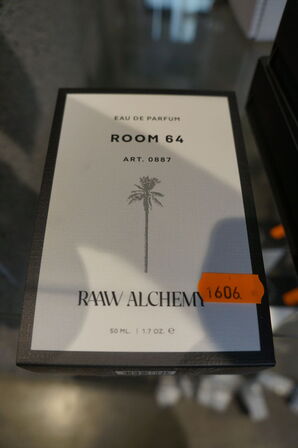 EAU DE PARFUM
ROOM 64
ART. 0887
RAAW ALCHEMY
1606
50 ML. | 1.7 OZ. ℮